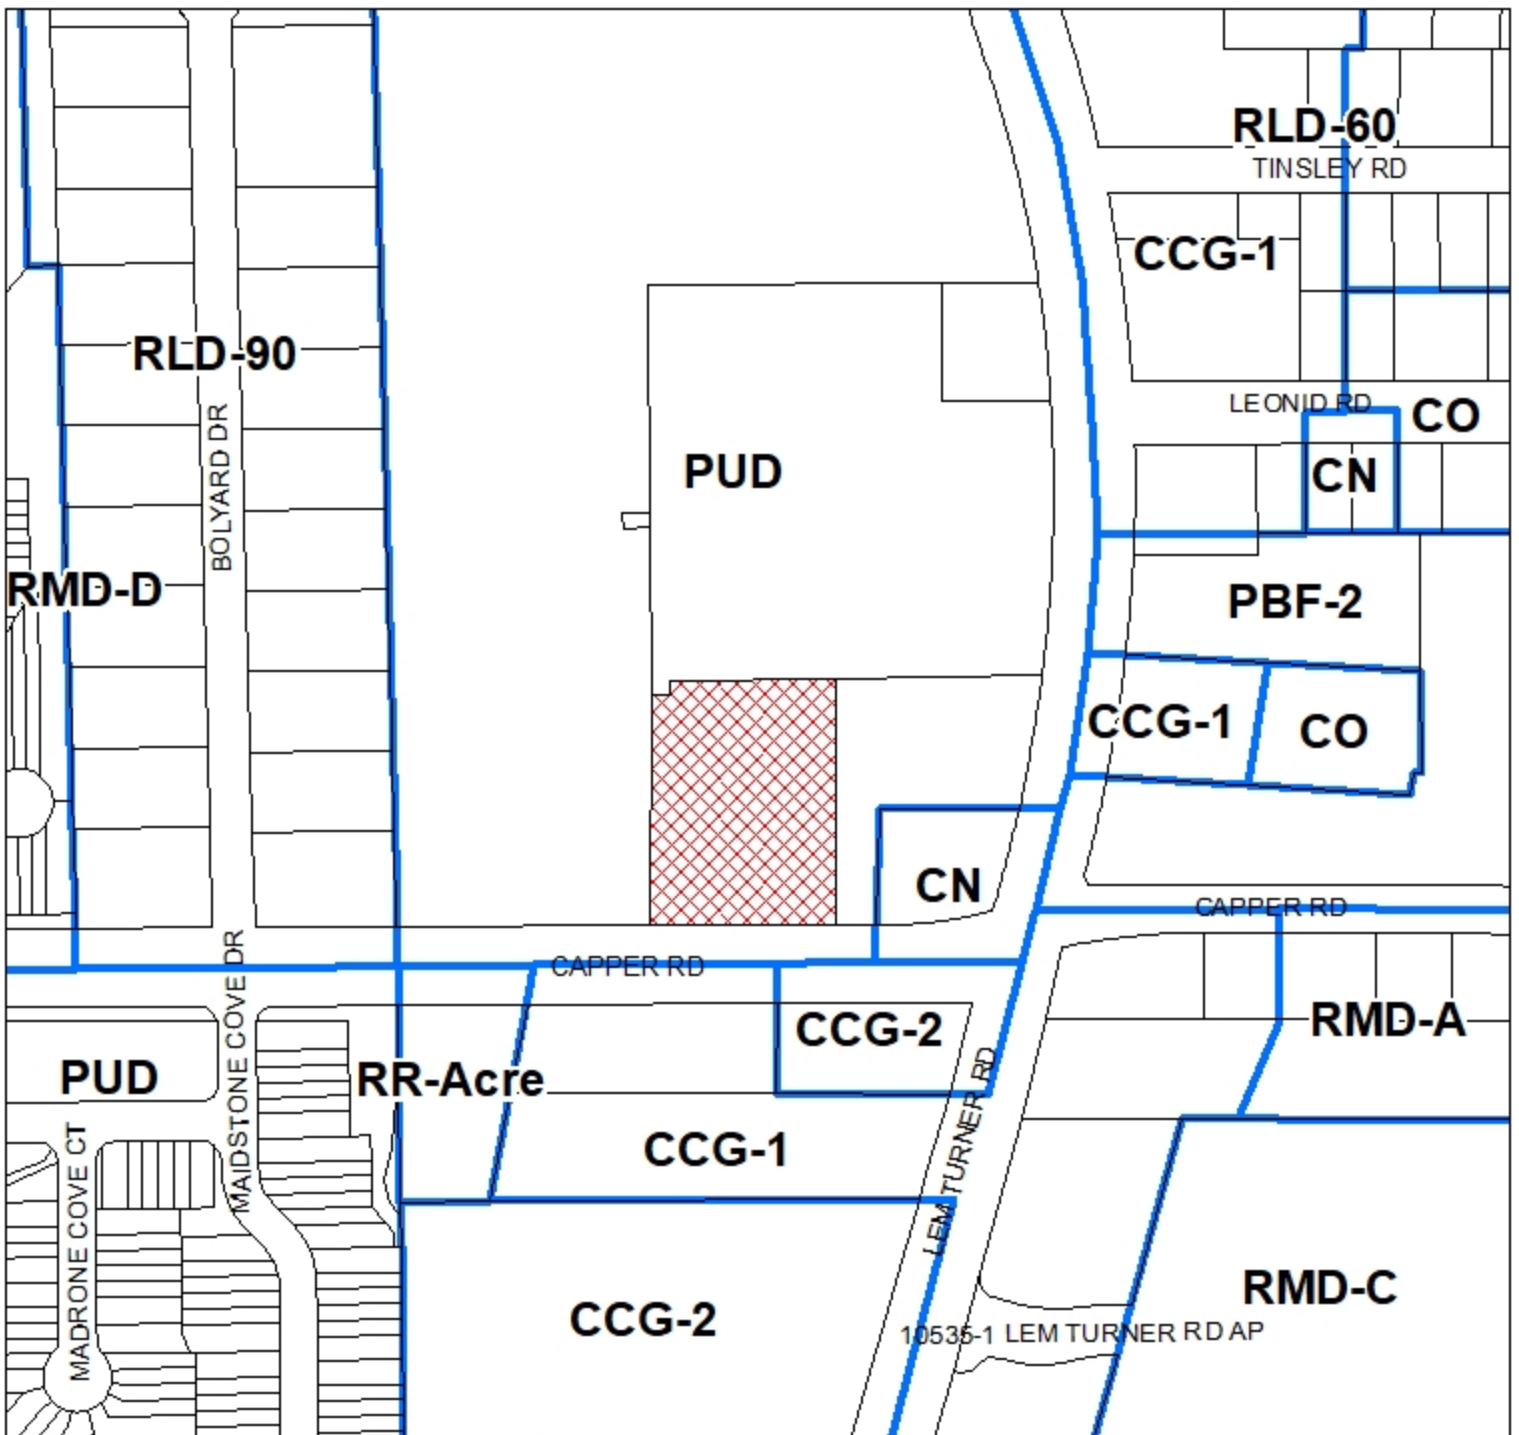 RLD-60
TINSLEY RD
CCG-1
RLD-90
LEONID RD
CO
BOLYARD DR
PUD
CN
RMD-D
PBF-2
CCG-1
CO
CN
CAPPER RD
CAPPER RD
MAIDSTONE COVE DR
CCG-2
RMD-A
PUD
RR-Acre
LEM TURNER RD
CCG-1
MADRONE COVE CT
RMD-C
CCG-2
10535-1 LEM TURNER RD AP